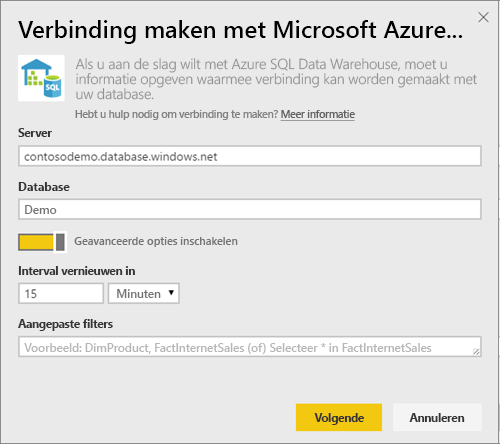 Verbinding maken met Microsoft Azure...
SQL
Als u aan de slag wilt met Azure SQL Data Warehouse, moet u
informatie opgeven waarmee verbinding kan worden gemaakt met
uw database.
Hebt u hulp nodig om verbinding te maken? Meer informatie
Server
contosodemo.database.windows.net
Database
Demo
Geavanceerde opties inschakelen
Interval vernieuwen in
15 Minuten
Aangepaste filters
Voorbeeld: DimProduct, FactInternetSales (of) Selecteer * in FactInternetSales
Volgende Annuleren